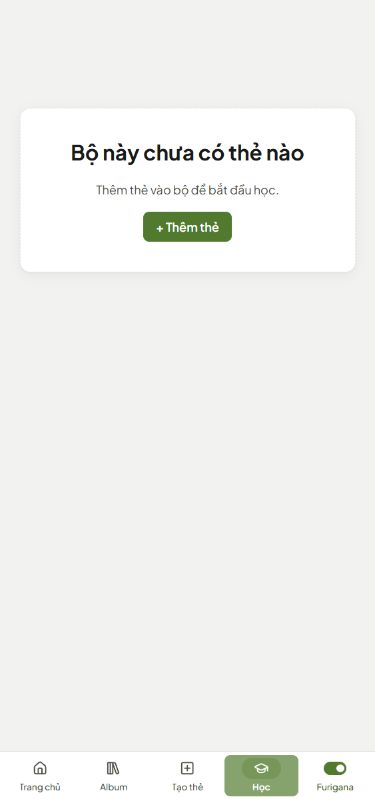 Bộ này chưa có thẻ nào
Thêm thẻ vào bộ để bắt đầu học.
+ Thêm thẻ
Trang chủ
Album
Tạo thẻ
Học
Furigana